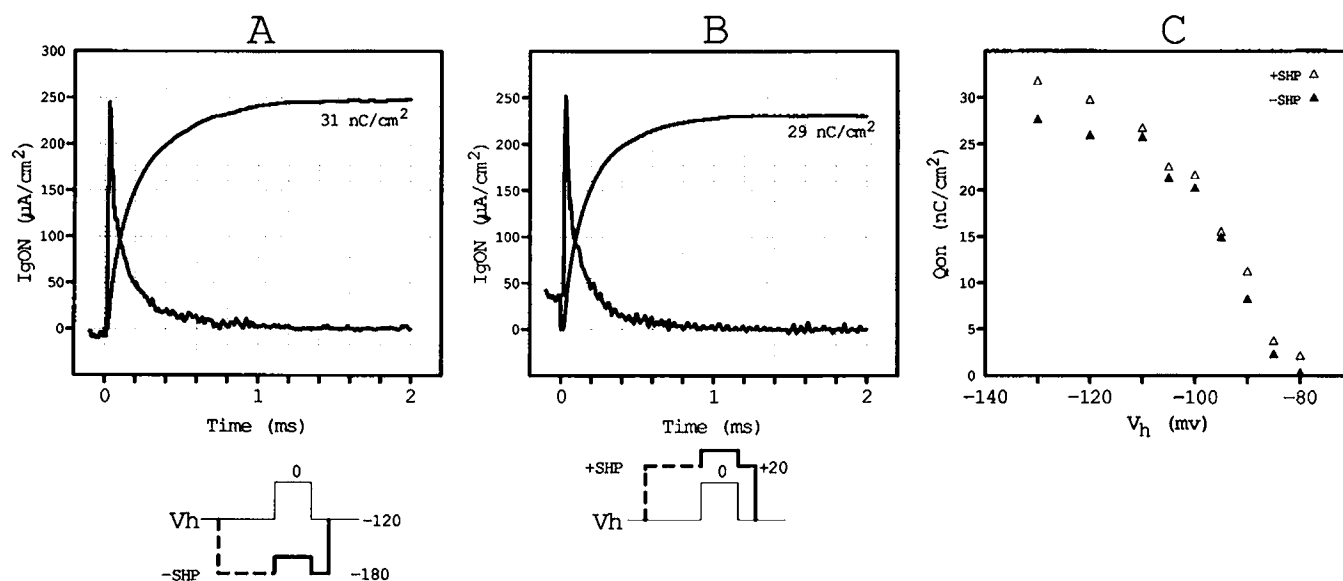 A
300
250
200
150
100
50
0
IgON (µA/cm²)
31 nC/cm²
0
1
2
Time (ms)
0
Vh
-120
-SHP
-180
B
300
250
200
150
100
50
0
IgON (µA/cm²)
29 nC/cm²
0
1
2
Time (ms)
+SHP
0
+20
Vh
C
+SHP △
-SHP ▲
30
25
20
15
10
5
0
Qon (nC/cm²)
-140
-120
-100
-80
Vh (mv)